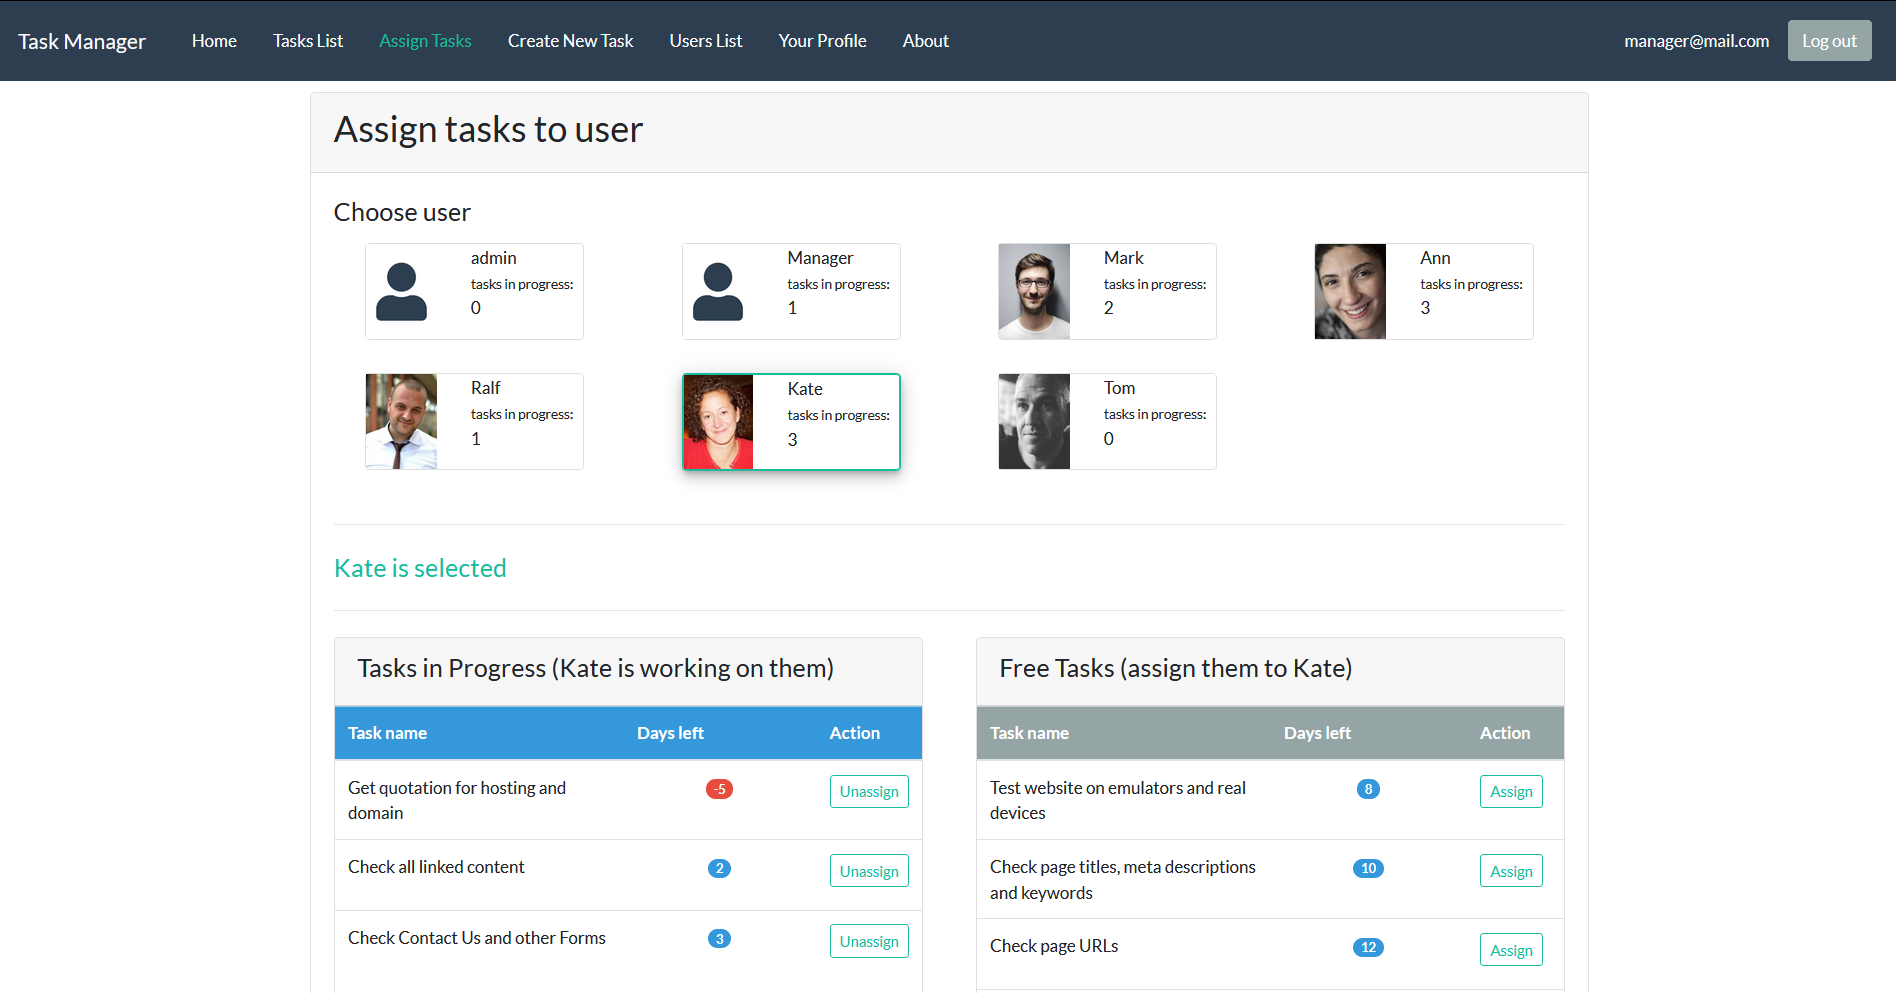 Task Manager Home Tasks List Assign Tasks Create New Task Users List Your Profile About manager@mail.com Log out
Assign tasks to user
Choose user
admin
tasks in progress:
0
Manager
tasks in progress:
1
Mark
tasks in progress:
2
Ann
tasks in progress:
3
Ralf
tasks in progress:
1
Kate
tasks in progress:
3
Tom
tasks in progress:
0
Kate is selected
Tasks in Progress (Kate is working on them)
Task name Days left Action
Get quotation for hosting and -5 Unassign
domain
Check all linked content 2 Unassign
Check Contact Us and other Forms 3 Unassign
Free Tasks (assign them to Kate)
Task name Days left Action
Test website on emulators and real 8 Assign
devices
Check page titles, meta descriptions 10 Assign
and keywords
Check page URLs 12 Assign